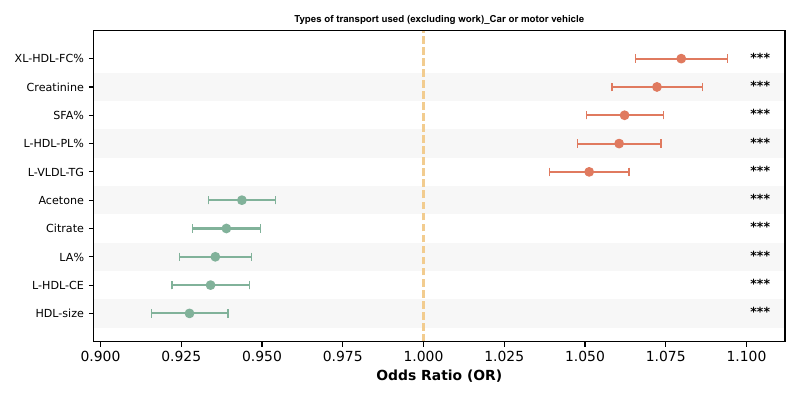 Types of transport used (excluding work)_Car or motor vehicle
XL-HDL-FC% ***
Creatinine ***
SFA% ***
L-HDL-PL% ***
L-VLDL-TG ***
Acetone ***
Citrate ***
LA% ***
L-HDL-CE ***
HDL-size ***
0.900 0.925 0.950 0.975 1.000 1.025 1.050 1.075 1.100
Odds Ratio (OR)